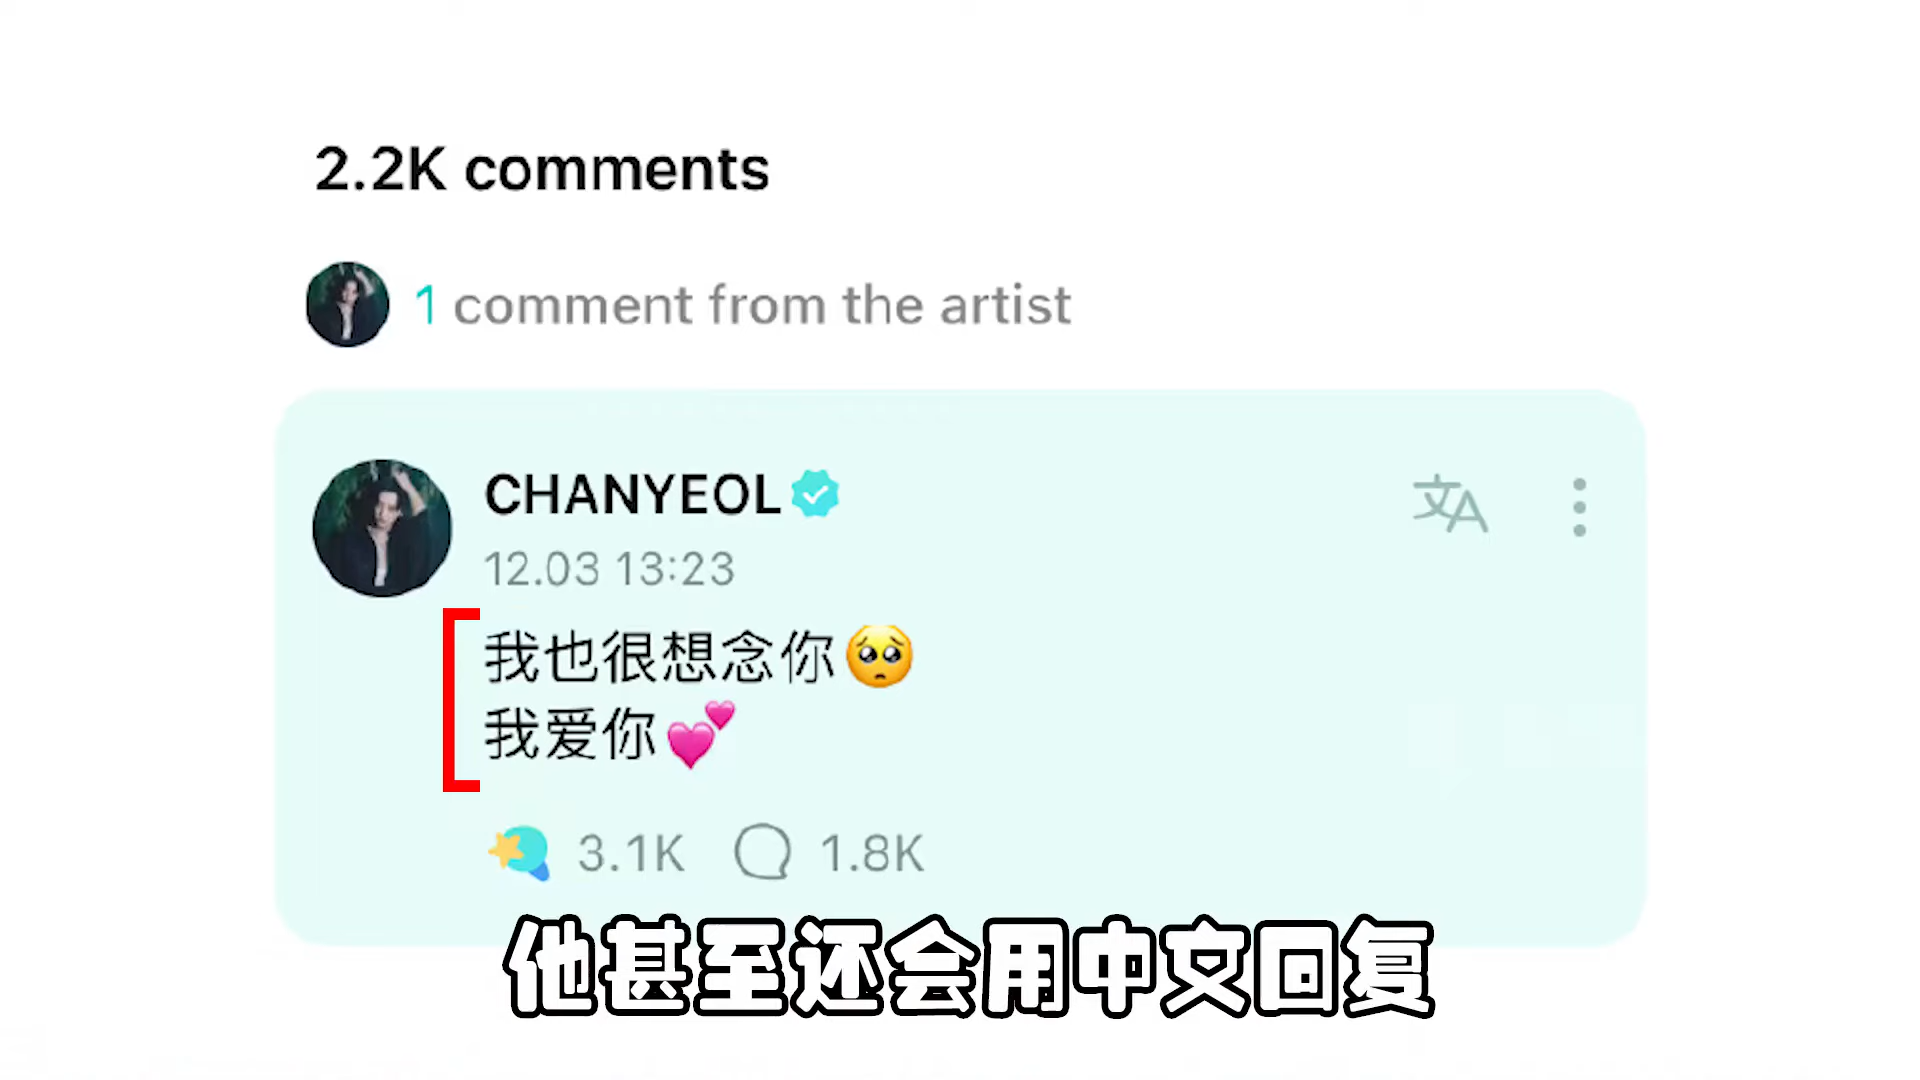 2.2K comments
1 comment from the artist
CHANYEOL
12.03 13:23
我也很想念你🥺
我爱你💕
3.1K 1.8K
他甚至还会用中文回复